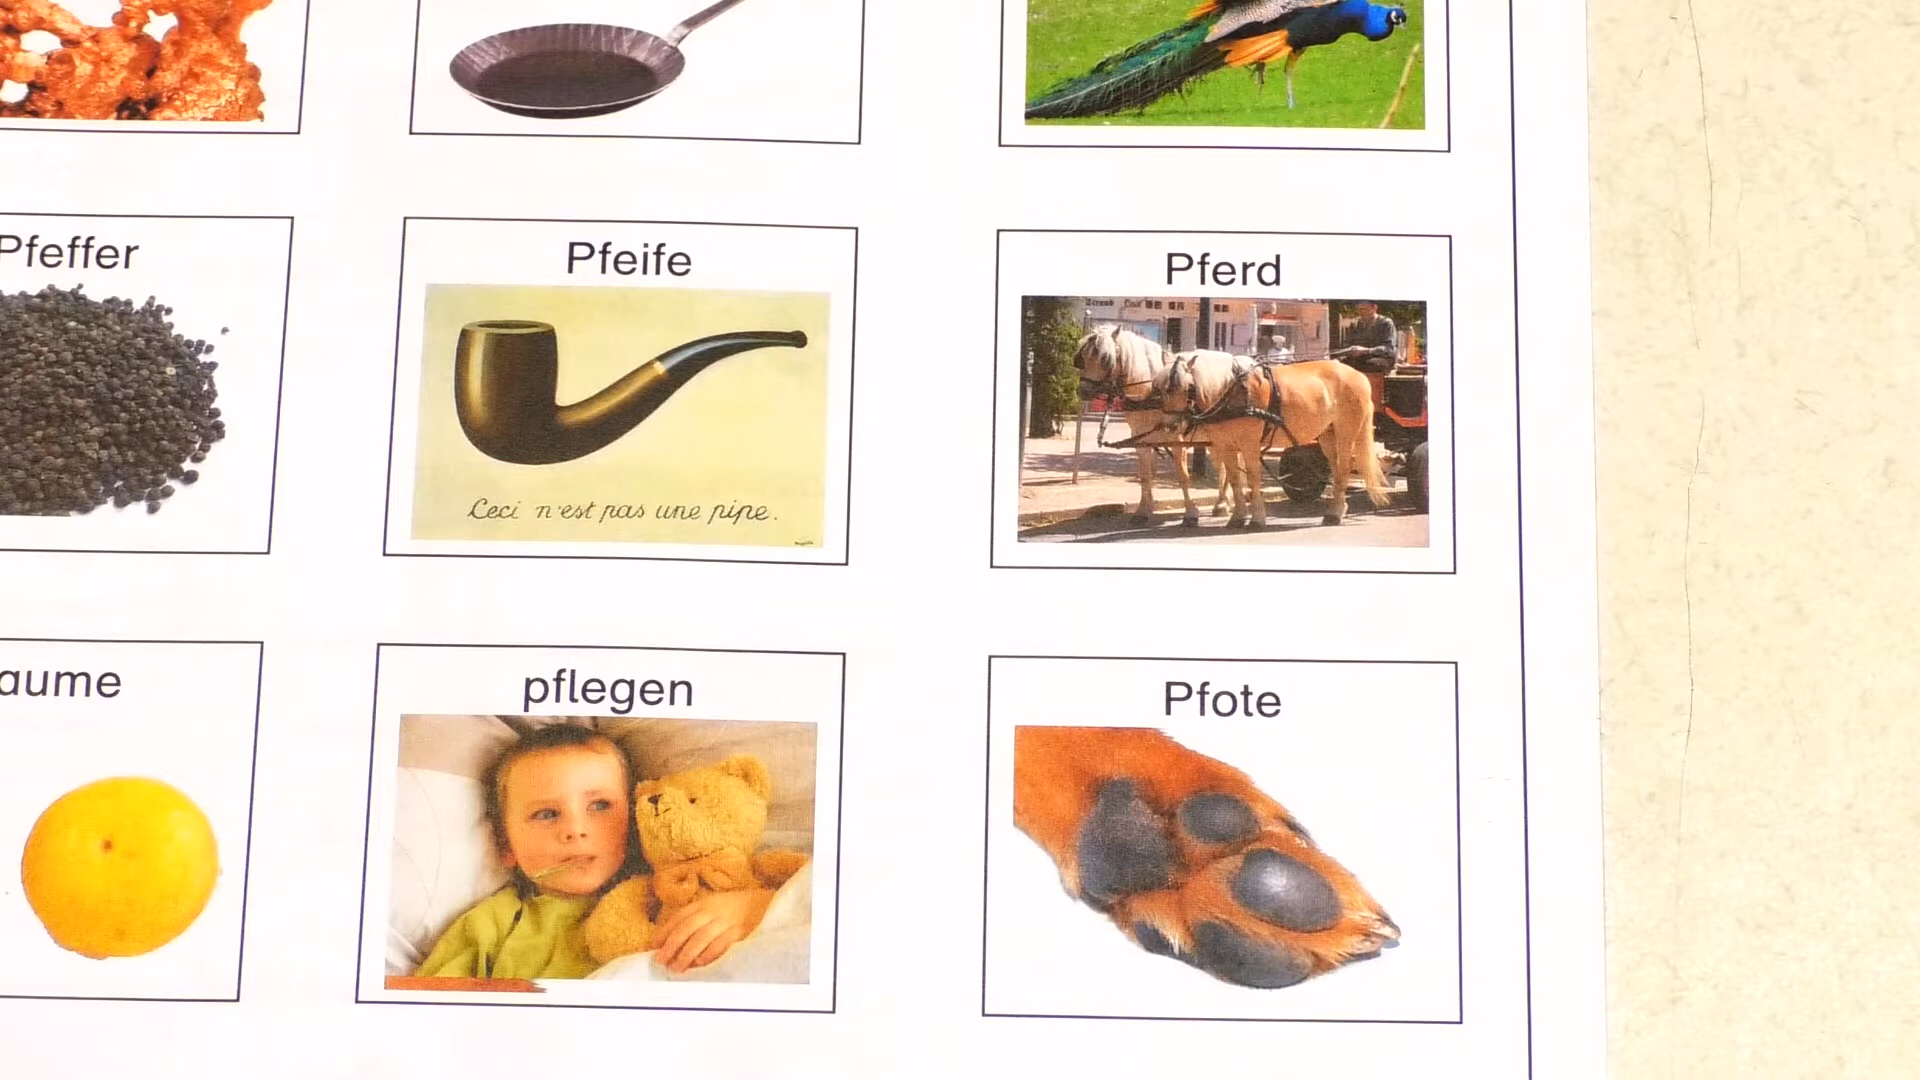 Pfeffer
Pfeife
Pferd
Ceci n'est pas une pipe.
aume
pflegen
Pfote